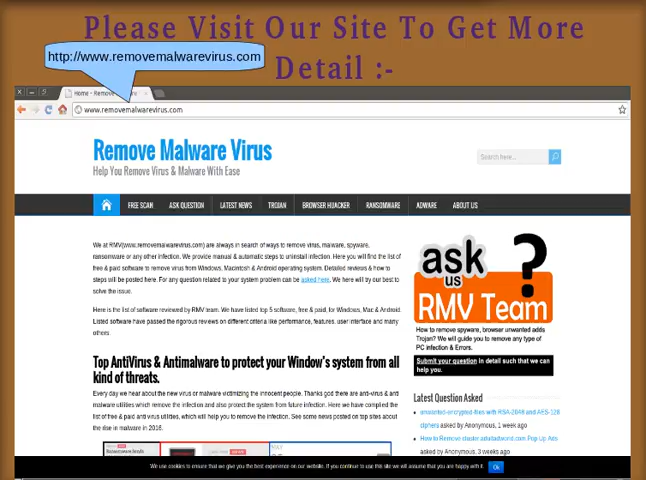 Please Visit Our Site To Get More
Detail :-
http://www.removemalwarevirus.com
Home - Remove
www.removemalwarevirus.com
Remove Malware Virus
Help You Remove Virus & Malware With Ease
Search here...
FREE SCAN ASK QUESTION LATEST NEWS TROJAN BROWSER HIJACKER RANSOMWARE ADWARE ABOUT US
We at RMV(www.removemalwarevirus.com) are always in search of ways to remove virus, malware, spyware,
ransomware or any other infection. We provide manual & automatic steps to uninstall infection. Here you will find the list of
free & paid software to remove virus from Windows, Macintosh & Android operating system. Detailed reviews & how to
steps will be posted here. For any question related to your system problem can be asked here. We here will try our best to
solve the issue.
Here is the list of software reviewed by RMV team. We have listed top 5 software, free & paid, for Windows, Mac & Android.
Listed software have passed the rigorous reviews on different criteria like performance, features, user interface and many
others.
Top AntiVirus & Antimalware to protect your Window's system from all
kind of threats.
Every day we hear about the new virus or malware victimizing the innocent people. Thanks god there are anti-virus & anti
malware utilities which remove the infection and also protect the system from future infection. Here we have compiled the
list of free & paid anti virus utilities, which will help you to remove the infection. See some news posted on top sites about
the rise in malware in 2016.
ask
us
?
RMV Team
How to remove spyware, browser unwanted adds
Trojan? We will guide you to remove any type of
PC infection & Errors.
Submit your question in detail such that we can
help you.
Latest Question Asked
unwanted-encrypted-files with RSA-2048 and AES-128
ciphers asked by Anonymous, 1 week ago
How to Remove cluster.adultadworld.com Pop Up Ads
asked by Anonymous, 3 weeks ago
We use cookies to ensure that we give you the best experience on our website. If you continue to use this site we will assume that you are happy with it.
Ok